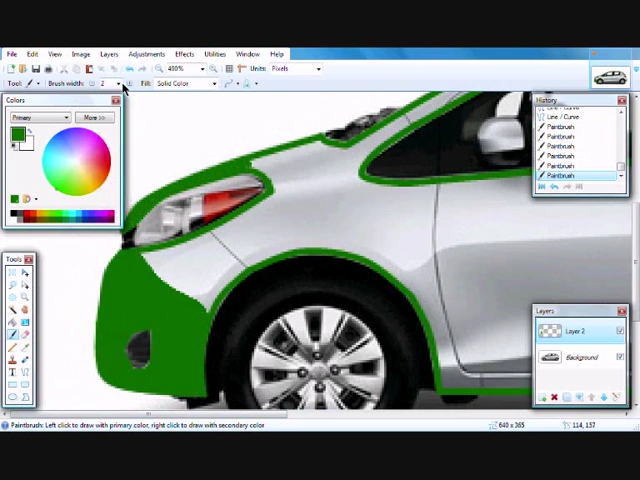 File Edit View Image Layers Adjustments Effects Utilities Window Help
Units: Pixels
Tool: Brush width: 2 Fill: Solid Color
Colors
Primary More >>
History
Line / Curve
Line / Curve
Paintbrush
Paintbrush
Paintbrush
Paintbrush
Paintbrush
Paintbrush
Tools
Layers
Layer 2
Background
Paintbrush: Left click to draw with primary color, right click to draw with secondary color
640 x 365
114, 137